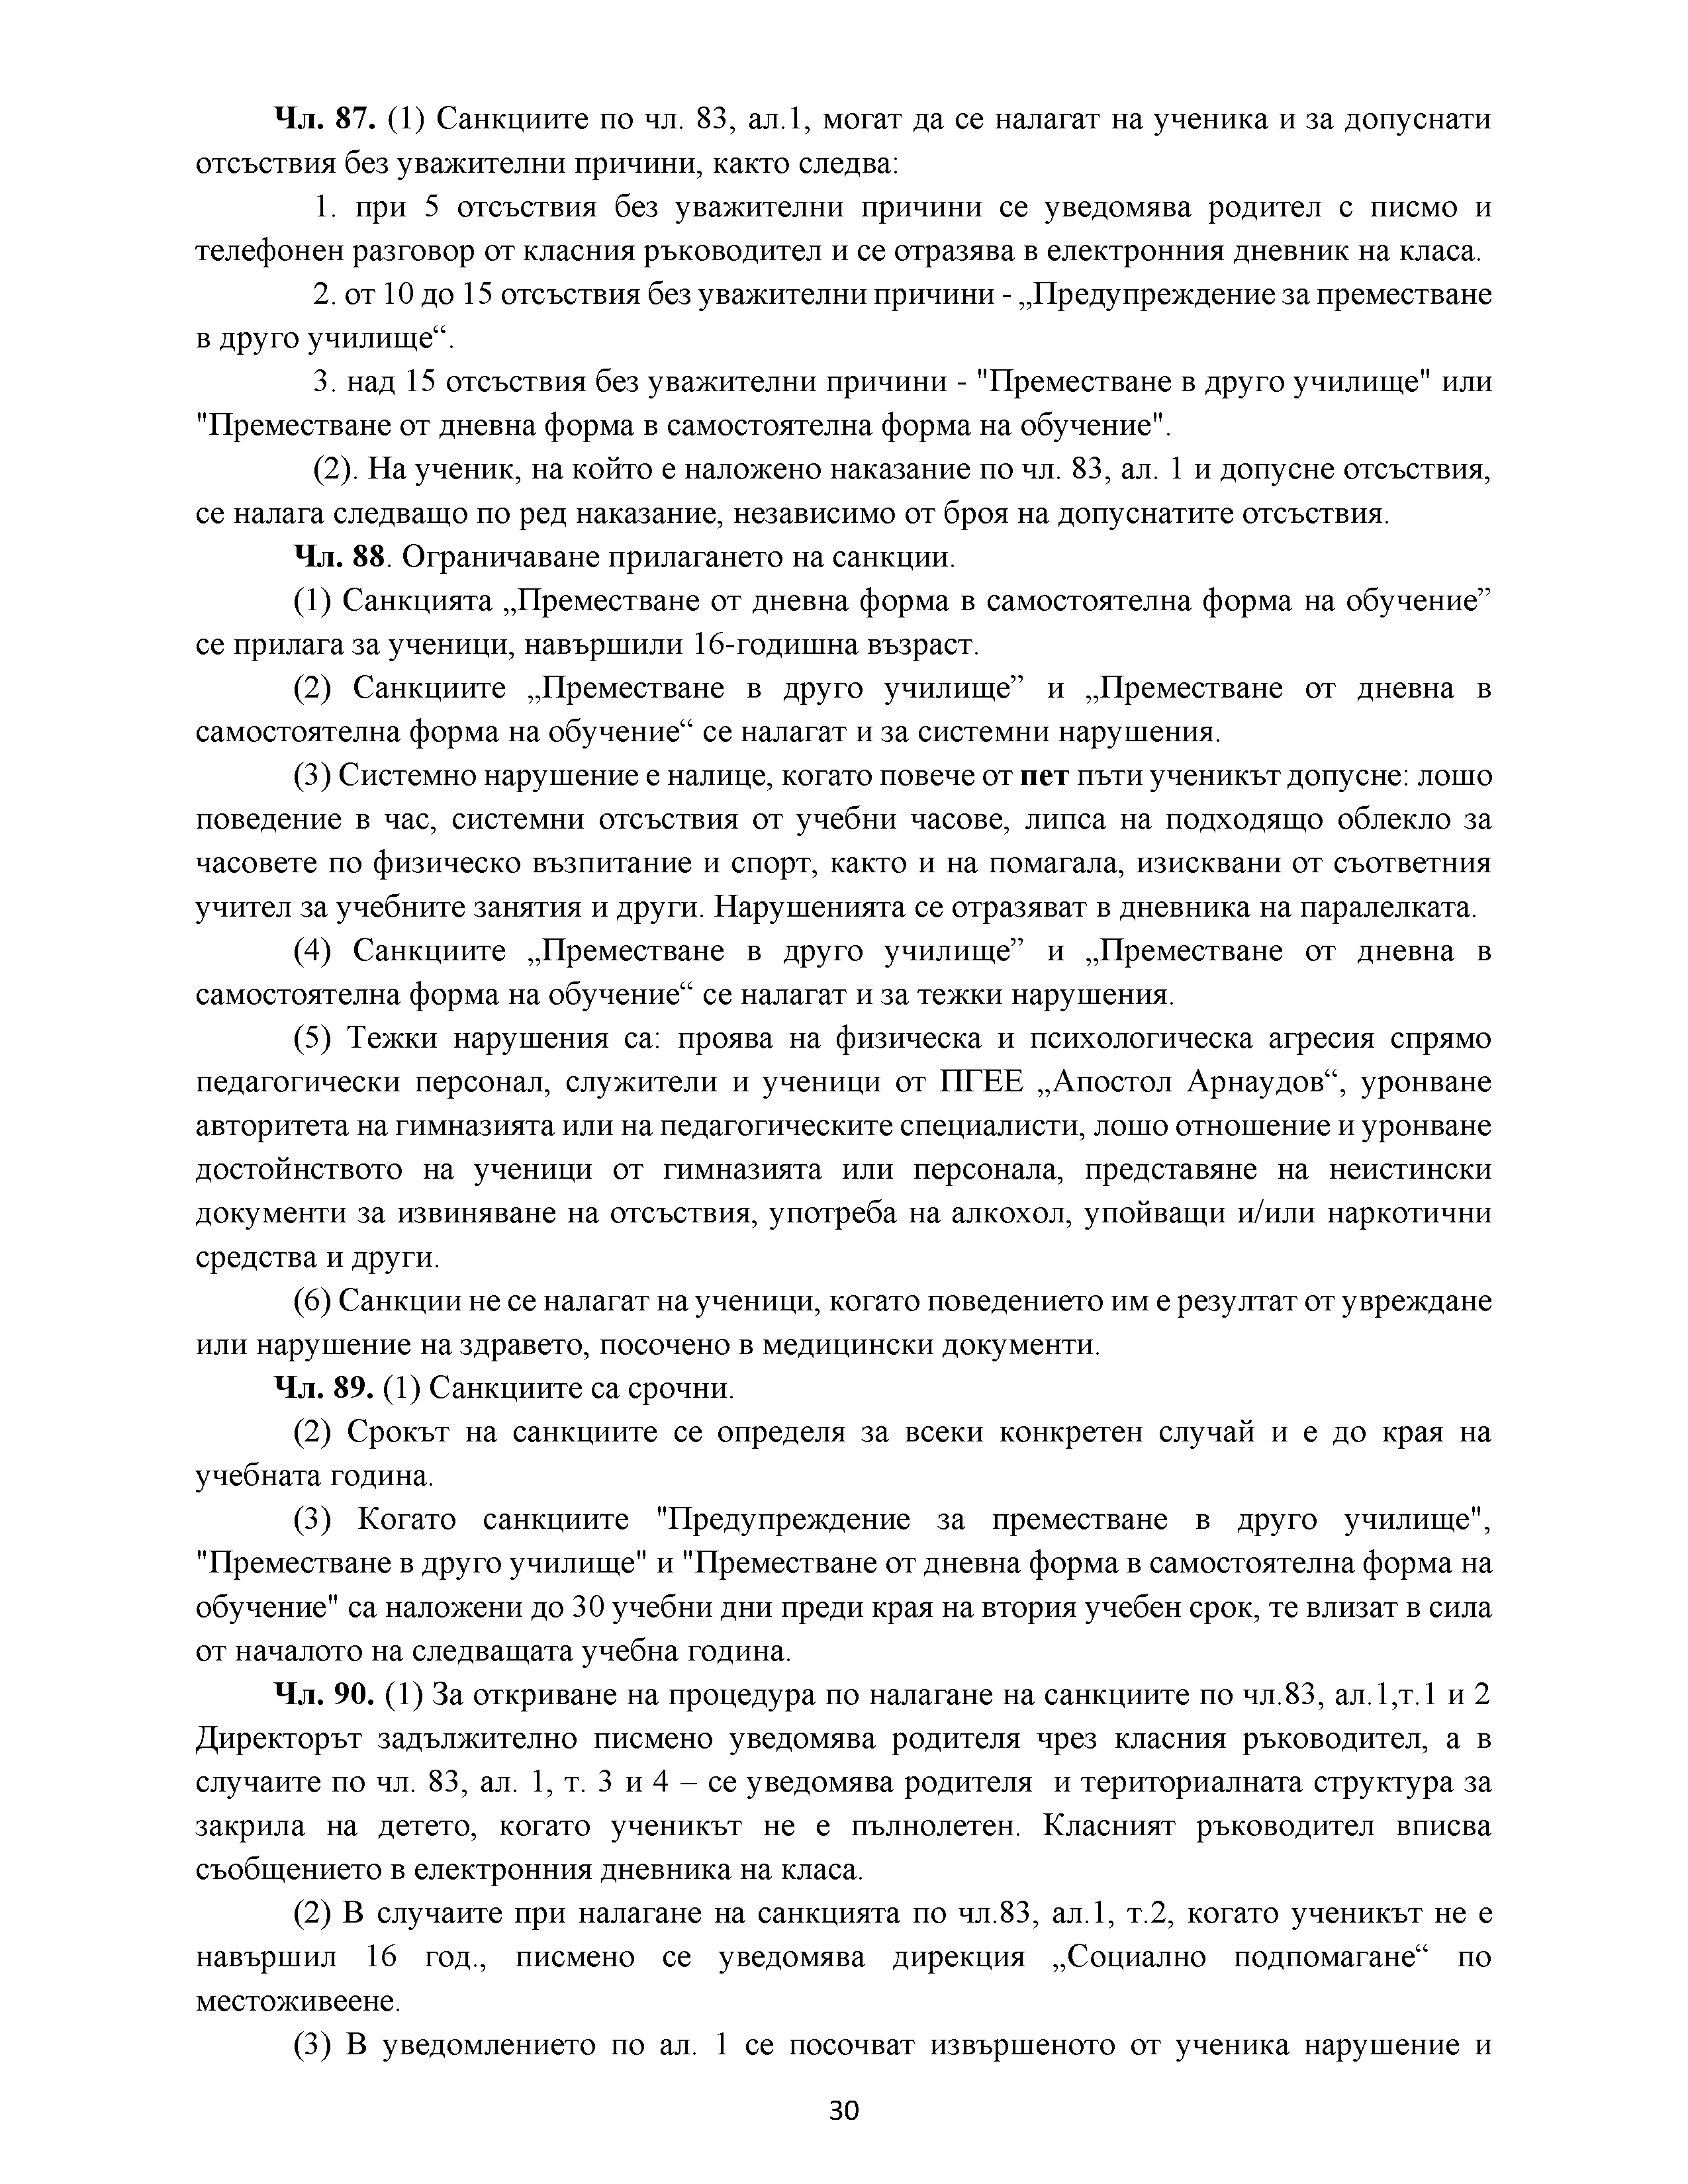 Чл. 87. (1) Санкциите по чл. 83, ал.1, могат да се налагат на ученика и за допуснати
отсъствия без уважителни причини, както следва:
1. при 5 отсъствия без уважителни причини се уведомява родител с писмо и
телефонен разговор от класния ръководител и се отразява в електронния дневник на класа.
2. от 10 до 15 отсъствия без уважителни причини - „Предупреждение за преместване
в друго училище“.
3. над 15 отсъствия без уважителни причини - "Преместване в друго училище" или
"Преместване от дневна форма в самостоятелна форма на обучение".
(2). На ученик, на който е наложено наказание по чл. 83, ал. 1 и допусне отсъствия,
се налага следващо по ред наказание, независимо от броя на допуснатите отсъствия.
Чл. 88. Ограничаване прилагането на санкции.
(1) Санкцията „Преместване от дневна форма в самостоятелна форма на обучение”
се прилага за ученици, навършили 16-годишна възраст.
(2) Санкциите „Преместване в друго училище” и „Преместване от дневна в
самостоятелна форма на обучение“ се налагат и за системни нарушения.
(3) Системно нарушение е налице, когато повече от пет пъти ученикът допусне: лошо
поведение в час, системни отсъствия от учебни часове, липса на подходящо облекло за
часовете по физическо възпитание и спорт, както и на помагала, изисквани от съответния
учител за учебните занятия и други. Нарушенията се отразяват в дневника на паралелката.
(4) Санкциите „Преместване в друго училище” и „Преместване от дневна в
самостоятелна форма на обучение“ се налагат и за тежки нарушения.
(5) Тежки нарушения са: проява на физическа и психологическа агресия спрямо
педагогически персонал, служители и ученици от ПГЕЕ „Апостол Арнаудов“, уронване
авторитета на гимназията или на педагогическите специалисти, лошо отношение и уронване
достойнството на ученици от гимназията или персонала, представяне на неистински
документи за извиняване на отсъствия, употреба на алкохол, упойващи и/или наркотични
средства и други.
(6) Санкции не се налагат на ученици, когато поведението им е резултат от увреждане
или нарушение на здравето, посочено в медицински документи.
Чл. 89. (1) Санкциите са срочни.
(2) Срокът на санкциите се определя за всеки конкретен случай и е до края на
учебната година.
(3) Когато санкциите "Предупреждение за преместване в друго училище",
"Преместване в друго училище" и "Преместване от дневна форма в самостоятелна форма на
обучение" са наложени до 30 учебни дни преди края на втория учебен срок, те влизат в сила
от началото на следващата учебна година.
Чл. 90. (1) За откриване на процедура по налагане на санкциите по чл.83, ал.1,т.1 и 2
Директорът задължително писмено уведомява родителя чрез класния ръководител, а в
случаите по чл. 83, ал. 1, т. 3 и 4 – се уведомява родителя и териториалната структура за
закрила на детето, когато ученикът не е пълнолетен. Класният ръководител вписва
съобщението в електронния дневника на класа.
(2) В случаите при налагане на санкцията по чл.83, ал.1, т.2, когато ученикът не е
навършил 16 год., писмено се уведомява дирекция „Социално подпомагане“ по
местоживеене.
(3) В уведомлението по ал. 1 се посочват извършеното от ученика нарушение и
30